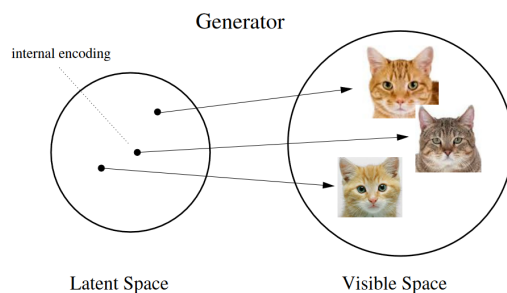 Generator
internal encoding
Latent Space
Visible Space